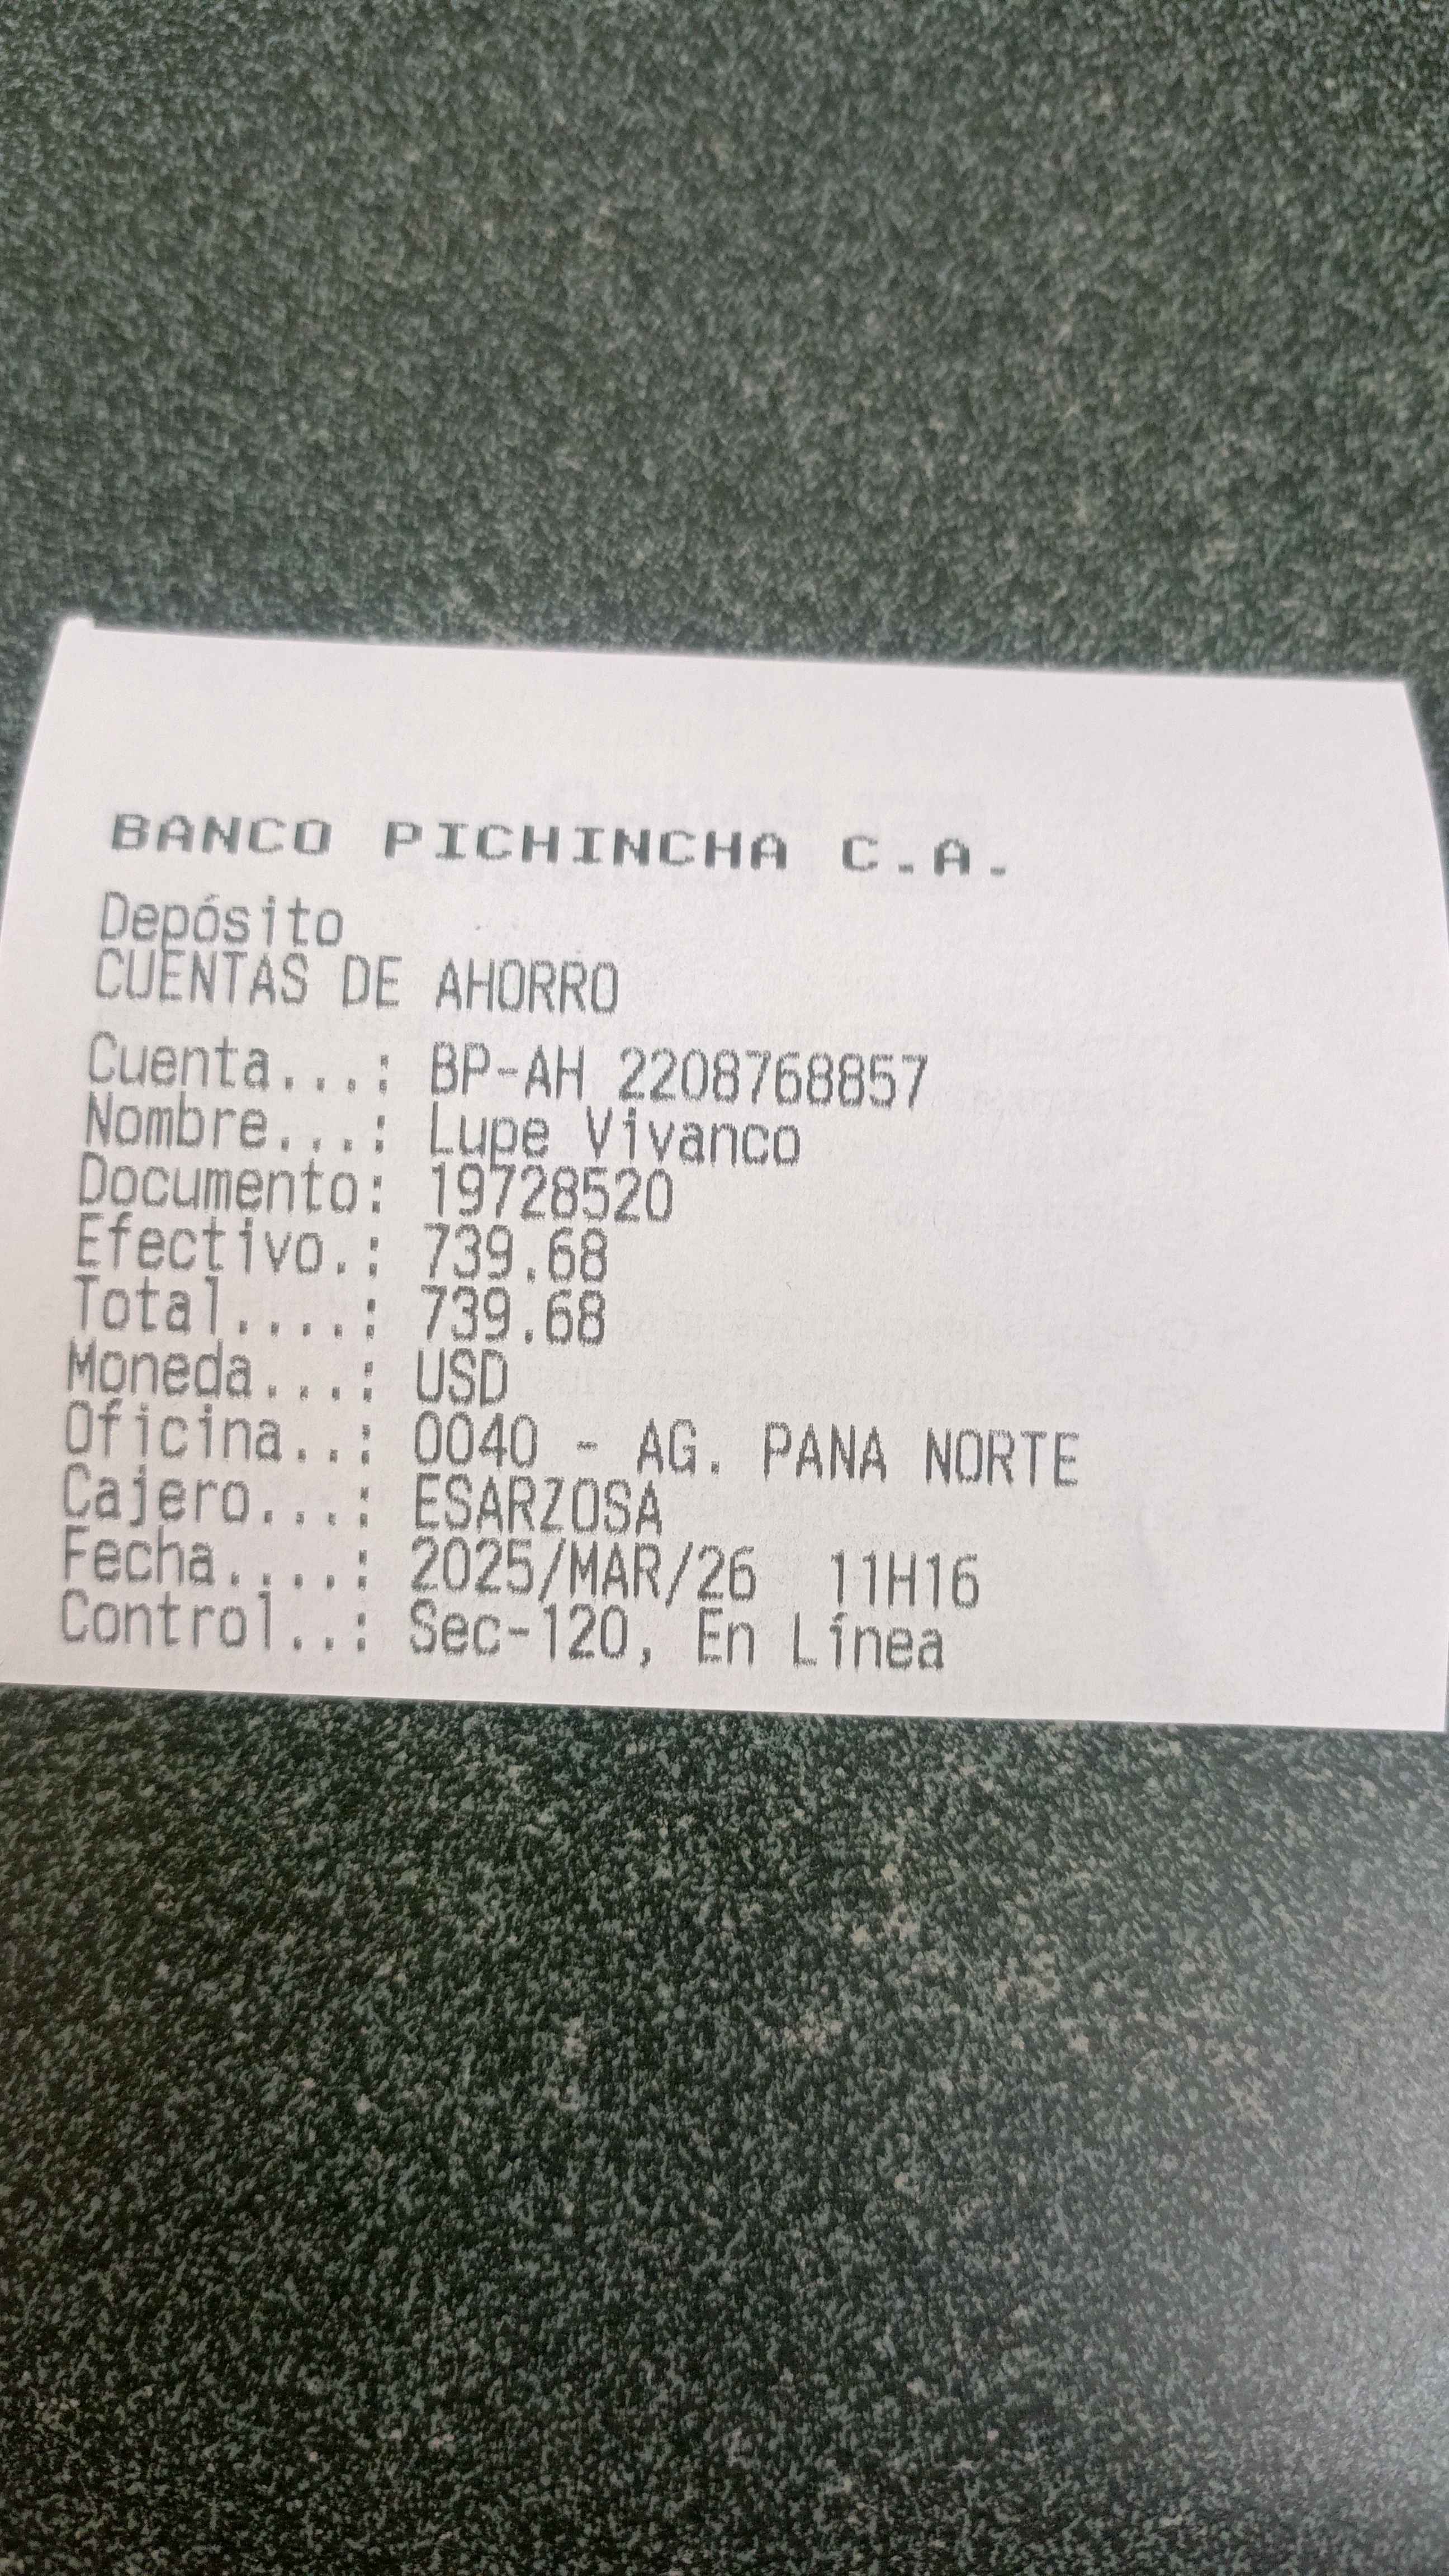 BANCO PICHINCHA C.A.
Depósito
CUENTAS DE AHORRO
Cuenta...: BP-AH 2208768857
Nombre...: Lupe Vivanco
Documento: 19728520
Efectivo.: 739.68
Total....: 739.68
Moneda...: USD
Oficina..: 0040 - AG. PANA NORTE
Cajero...: ESARZOSA
Fecha....: 2025/MAR/26  11H16
Control..: Sec-120, En Línea